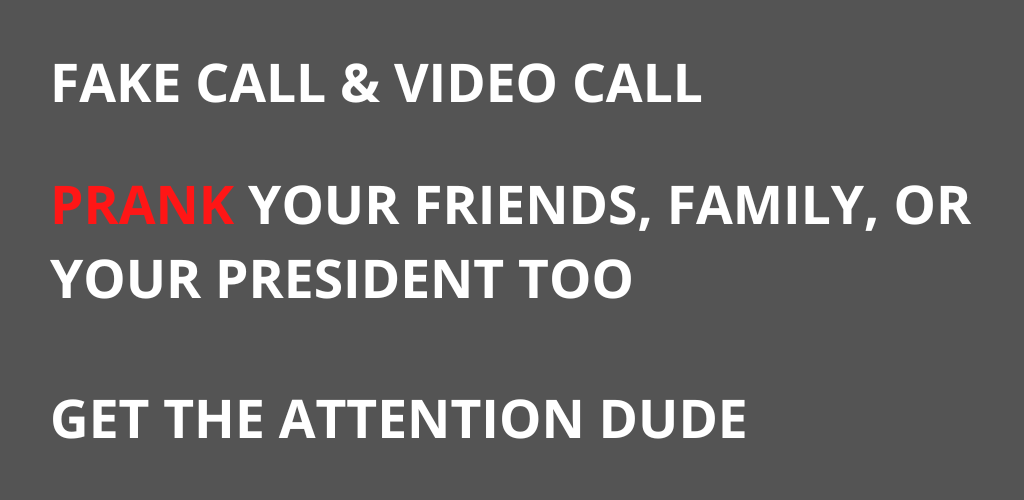 FAKE CALL & VIDEO CALL
PRANK YOUR FRIENDS, FAMILY, OR
YOUR PRESIDENT TOO
GET THE ATTENTION DUDE